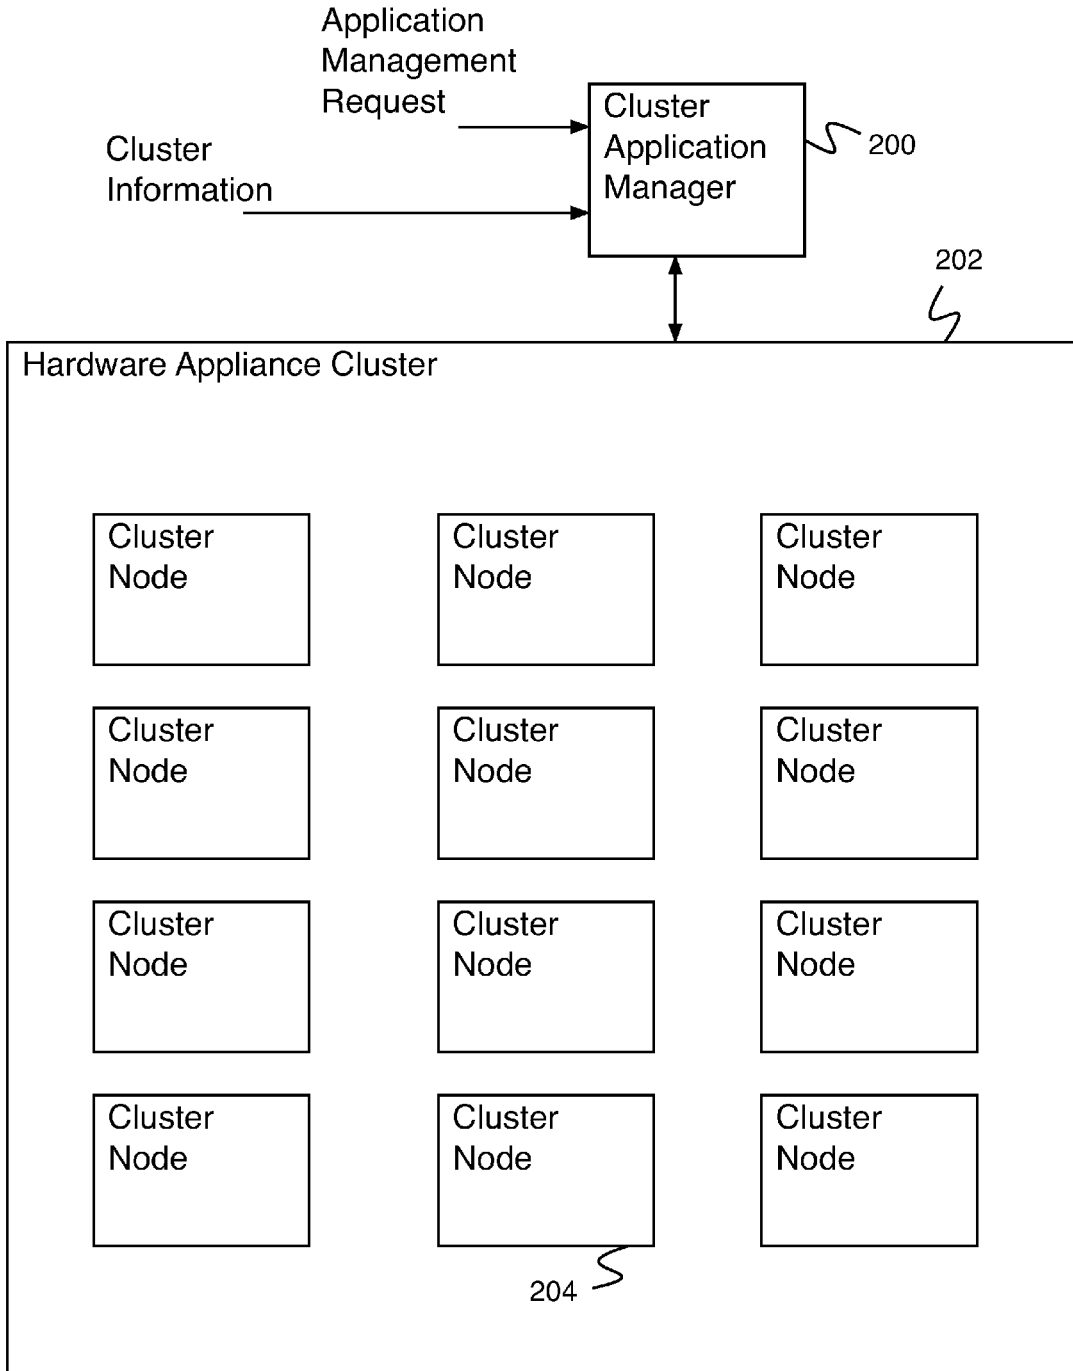 Application
Management
Request
Cluster
Information
Cluster
Application
Manager
200
202
Hardware Appliance Cluster
Cluster
Node
Cluster
Node
Cluster
Node
Cluster
Node
Cluster
Node
Cluster
Node
Cluster
Node
Cluster
Node
Cluster
Node
Cluster
Node
Cluster
Node
Cluster
Node
204